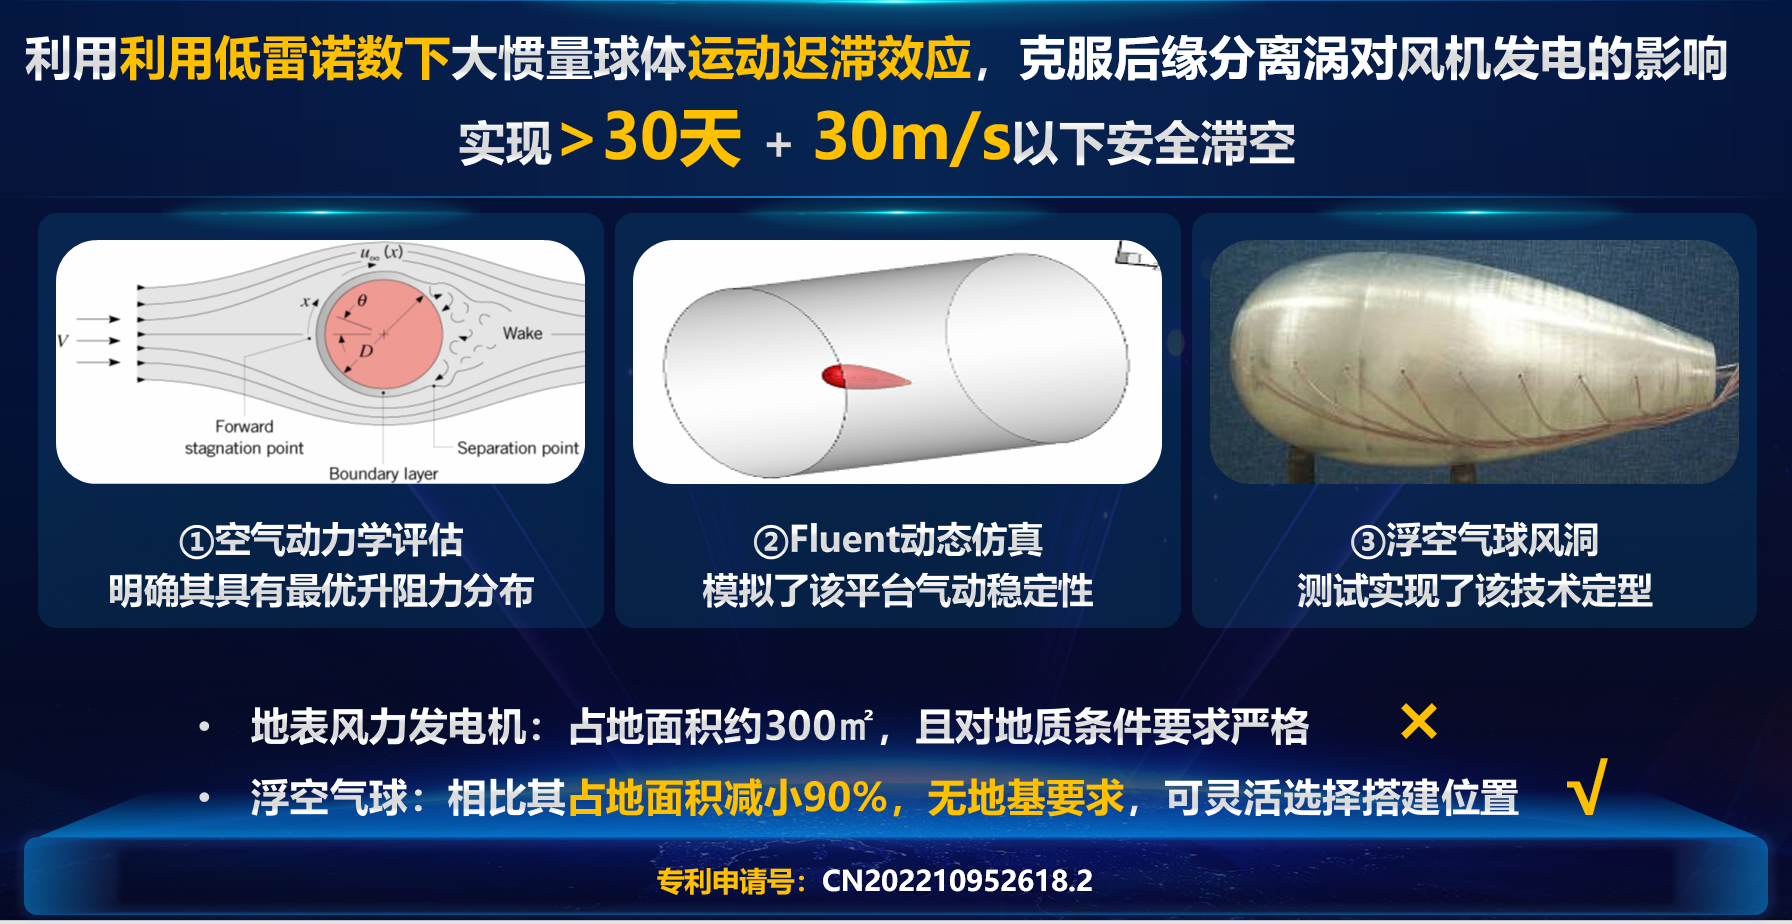 利用利用低雷诺数下大惯量球体运动迟滞效应，克服后缘分离涡对风机发电的影响
实现>30天 + 30m/s以下安全滞空
u∞ (x)
x
θ
D
V
Wake
Forward
stagnation point
Separation point
Boundary layer
①空气动力学评估
明确其具有最优升阻力分布
②Fluent动态仿真
模拟了该平台气动稳定性
③浮空气球风洞
测试实现了该技术定型
• 地表风力发电机：占地面积约300㎡，且对地质条件要求严格 ×
• 浮空气球：相比其占地面积减小90%，无地基要求，可灵活选择搭建位置 √
专利申请号：CN202210952618.2